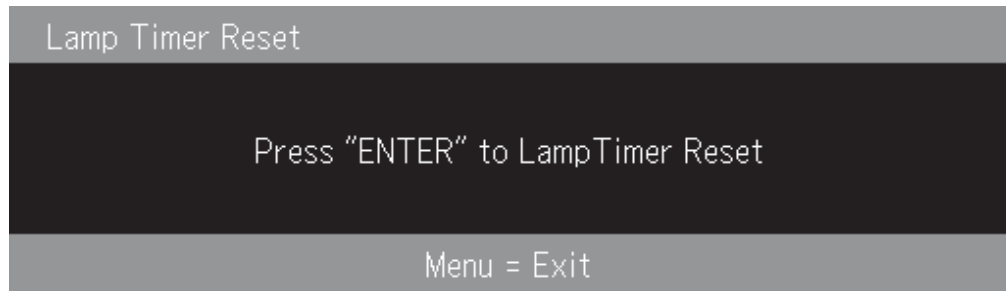 Lamp Timer Reset
Press "ENTER" to LampTimer Reset
Menu = Exit